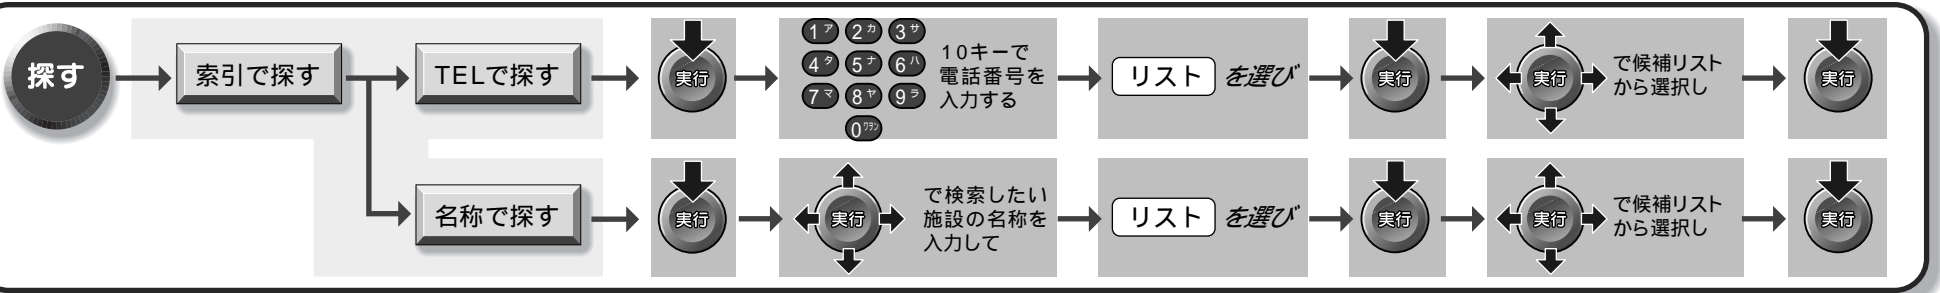 探す
索引で探す
TELで探す
実行
1ア 2カ 3サ
4タ 5ナ 6ハ
7マ 8ヤ 9ラ
0ワヲン
10キーで
電話番号を
入力する
リスト を選び
実行
実行
で候補リスト
から選択し
実行
名称で探す
実行
実行
で検索したい
施設の名称を
入力して
リスト を選び
実行
実行
で候補リスト
から選択し
実行